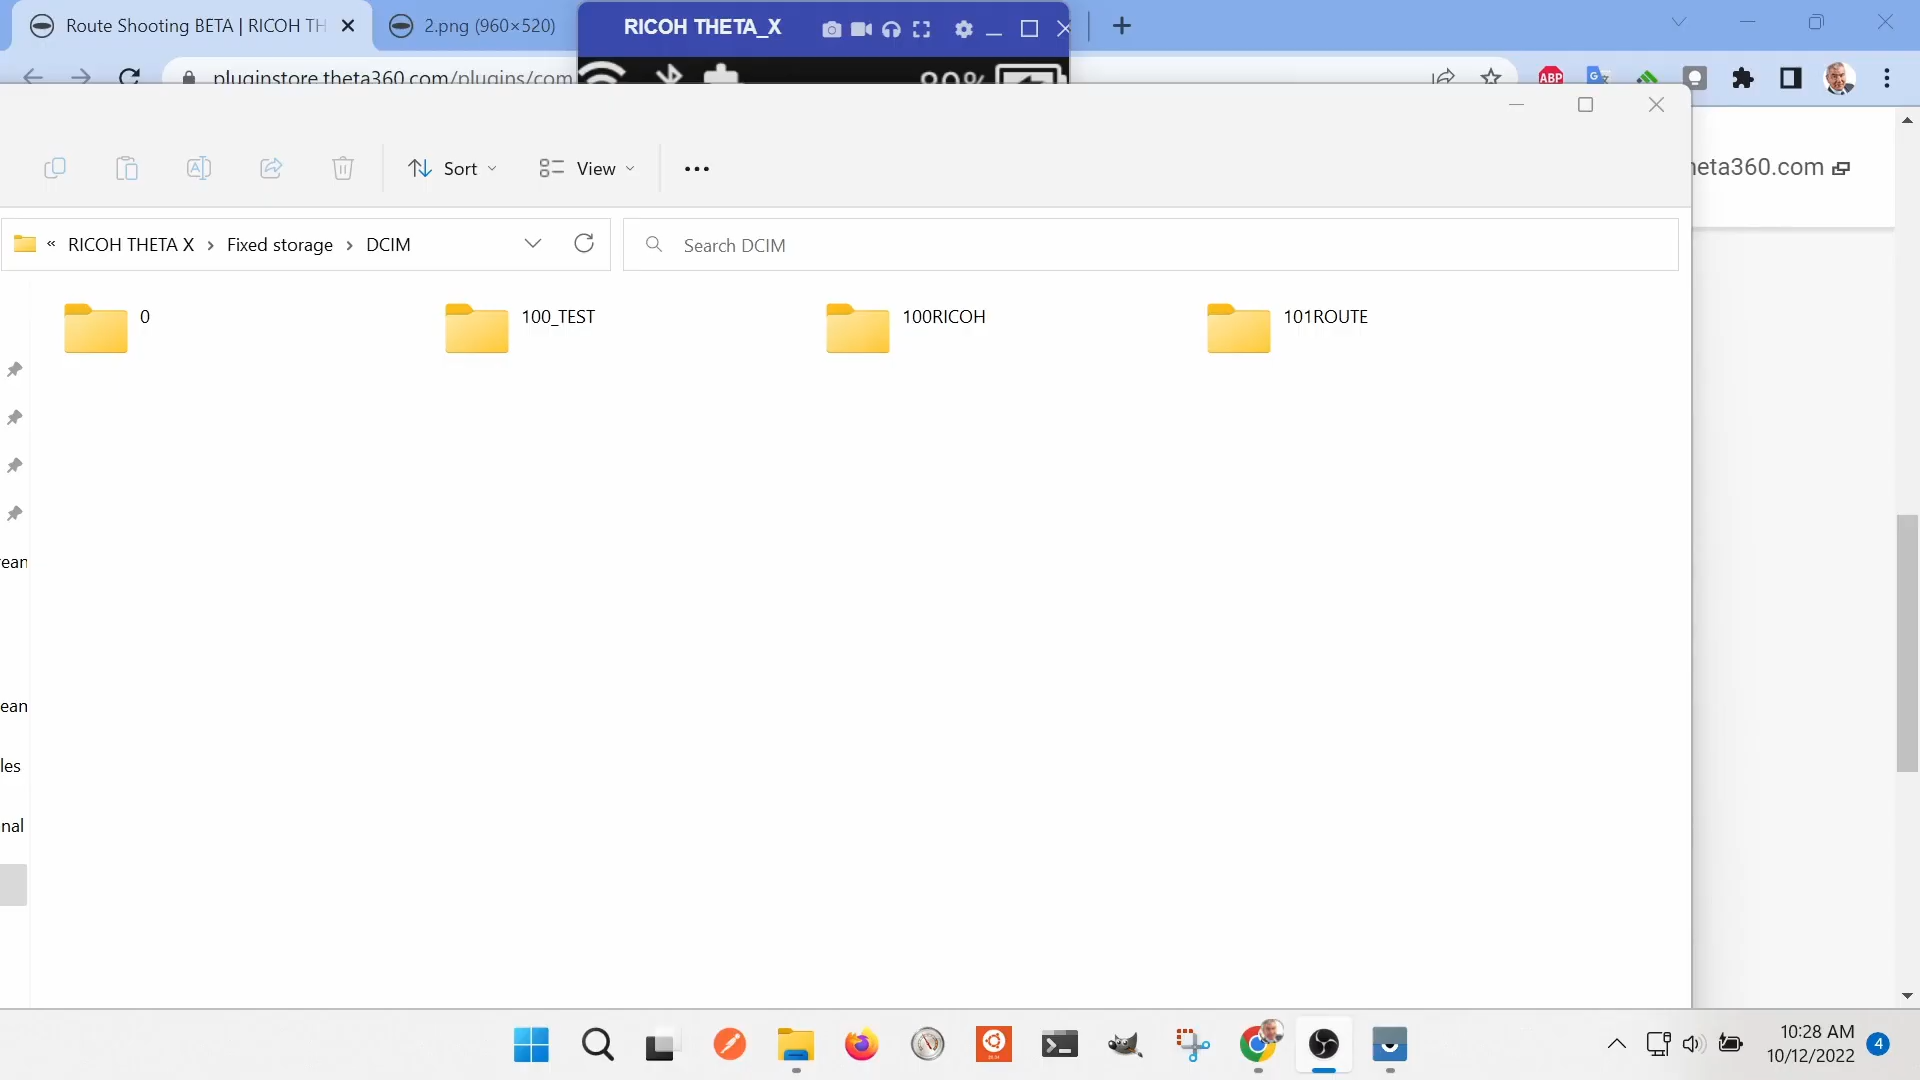 Route Shooting BETA | RICOH TH
2.png (960×520)
RICOH THETA_X
pluginstore.theta360.com/plugins/com
80%
ABP
Sort
View
heta360.com
« RICOH THETA X › Fixed storage › DCIM
Search DCIM
0
100_TEST
100RICOH
101ROUTE
ean
les
nal
10:28 AM
10/12/2022
4